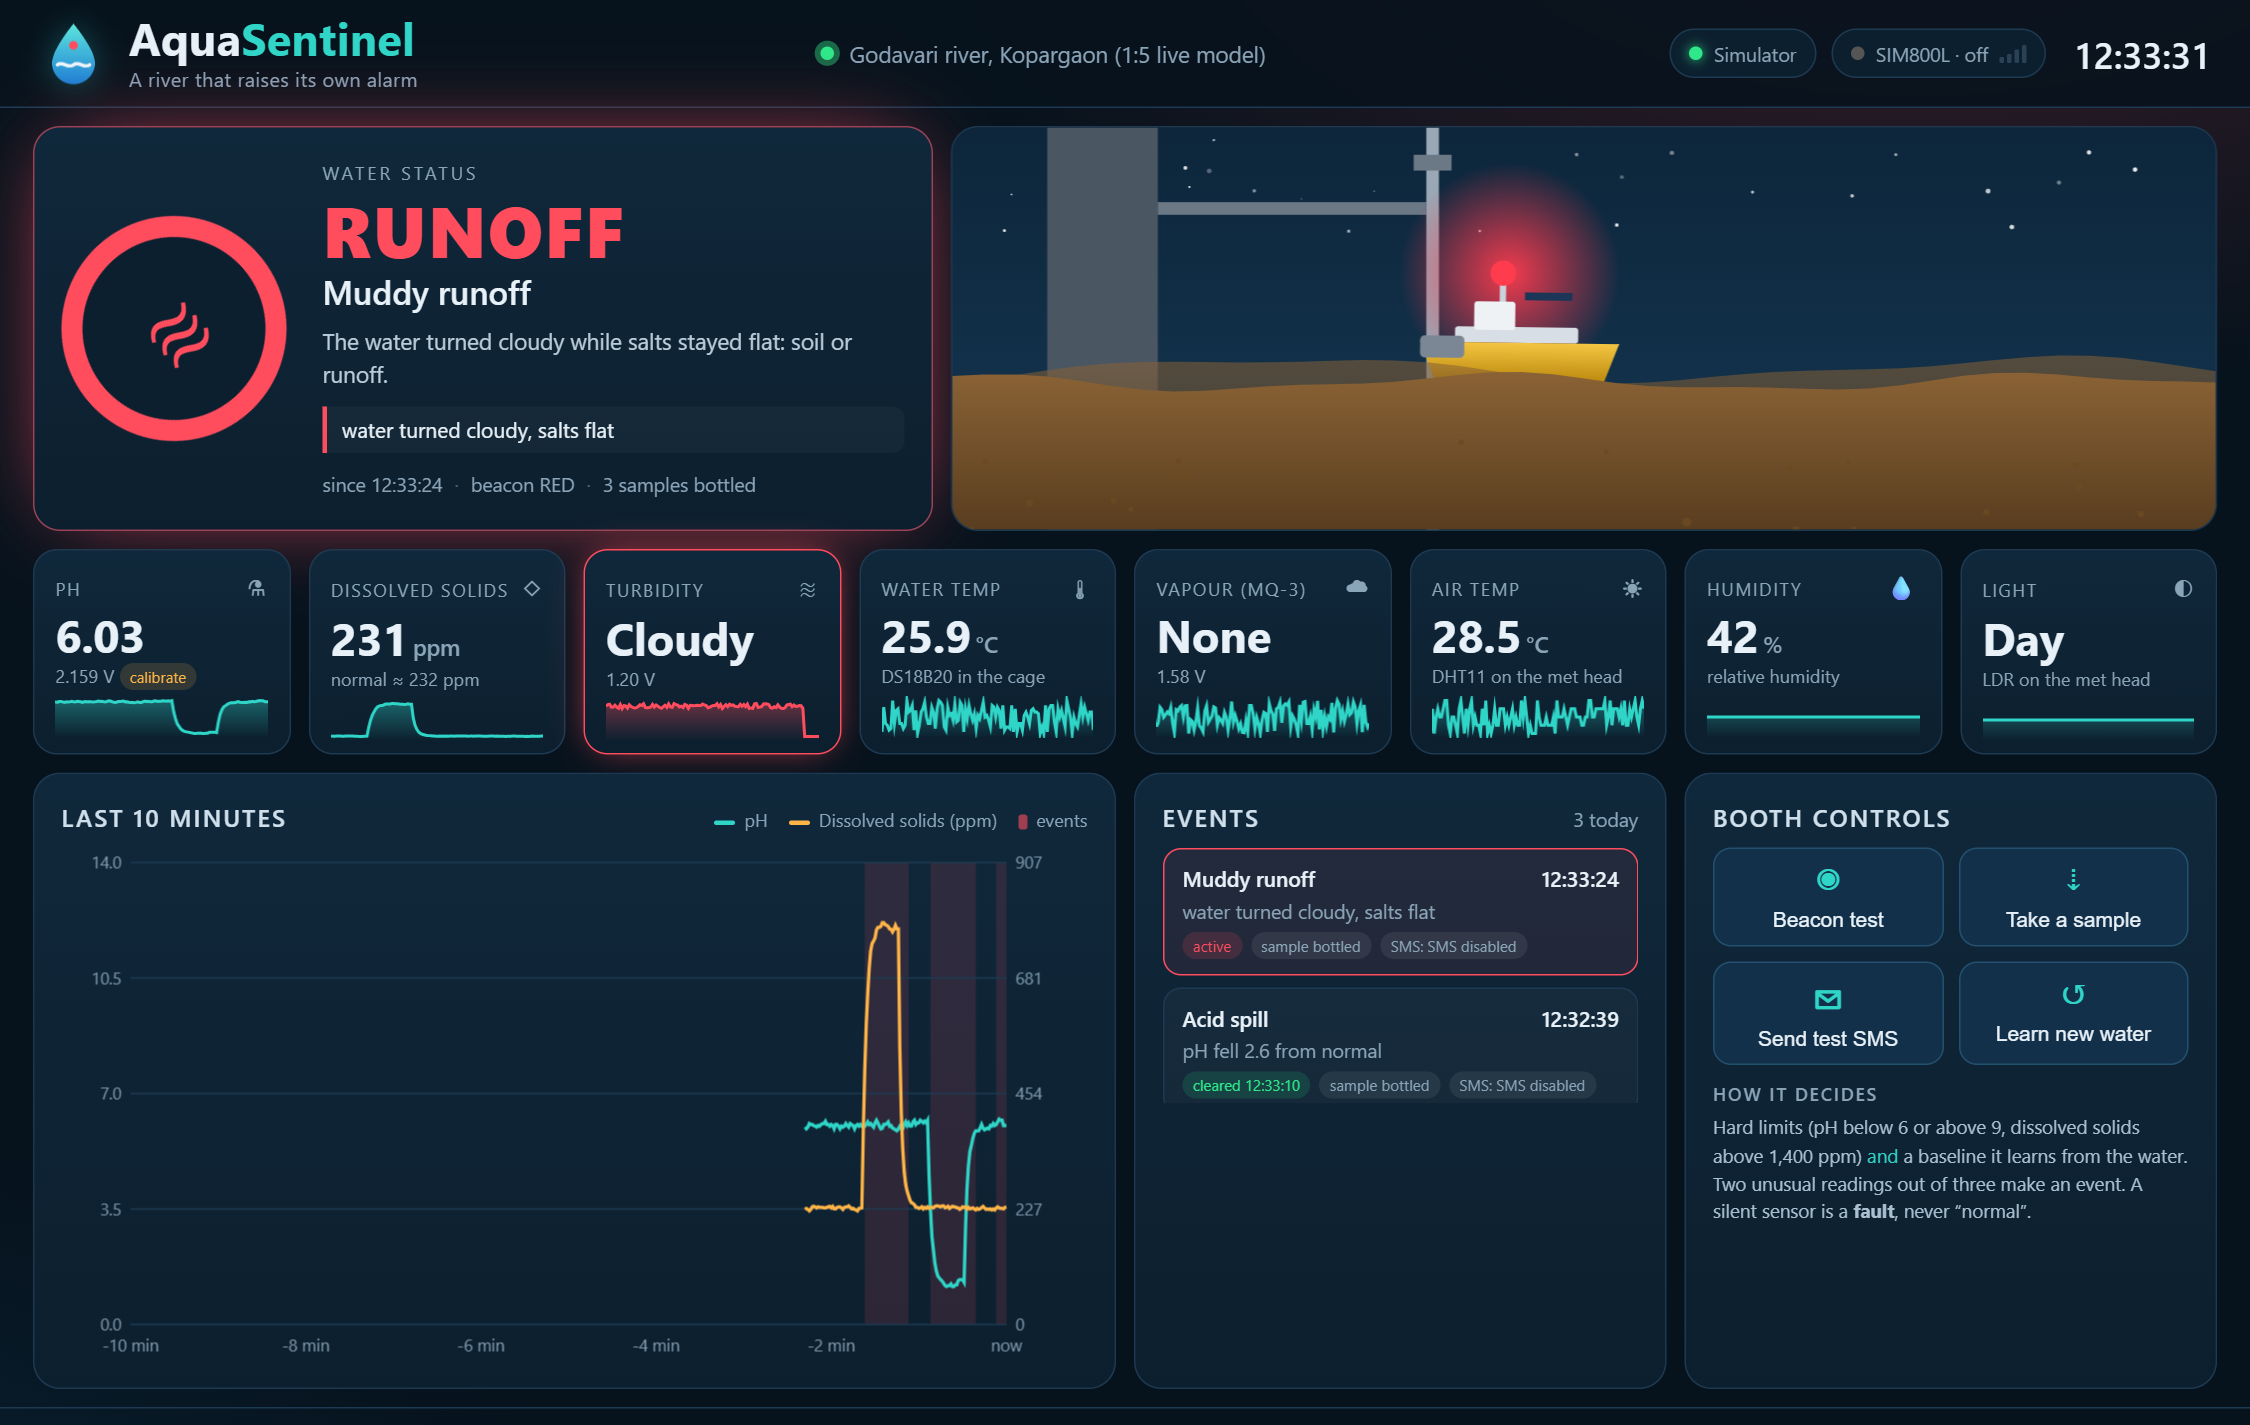 AquaSentinel
A river that raises its own alarm
Godavari river, Kopargaon (1:5 live model)
Simulator
SIM800L · off
12:33:31
WATER STATUS
RUNOFF
Muddy runoff
The water turned cloudy while salts stayed flat: soil or
runoff.
water turned cloudy, salts flat
since 12:33:24 · beacon RED · 3 samples bottled
PH
6.03
2.159 V calibrate
DISSOLVED SOLIDS
231 ppm
normal ≈ 232 ppm
TURBIDITY
Cloudy
1.20 V
WATER TEMP
25.9 °C
DS18B20 in the cage
VAPOUR (MQ-3)
None
1.58 V
AIR TEMP
28.5 °C
DHT11 on the met head
HUMIDITY
42 %
relative humidity
LIGHT
Day
LDR on the met head
LAST 10 MINUTES
pH Dissolved solids (ppm) events
14.0 907
10.5 681
7.0 454
3.5 227
0.0 0
-10 min -8 min -6 min -4 min -2 min now
EVENTS
3 today
Muddy runoff 12:33:24
water turned cloudy, salts flat
active sample bottled SMS: SMS disabled
Acid spill 12:32:39
pH fell 2.6 from normal
cleared 12:33:10 sample bottled SMS: SMS disabled
BOOTH CONTROLS
Beacon test
Take a sample
Send test SMS
Learn new water
HOW IT DECIDES
Hard limits (pH below 6 or above 9, dissolved solids
above 1,400 ppm) and a baseline it learns from the water.
Two unusual readings out of three make an event. A
silent sensor is a fault, never “normal”.